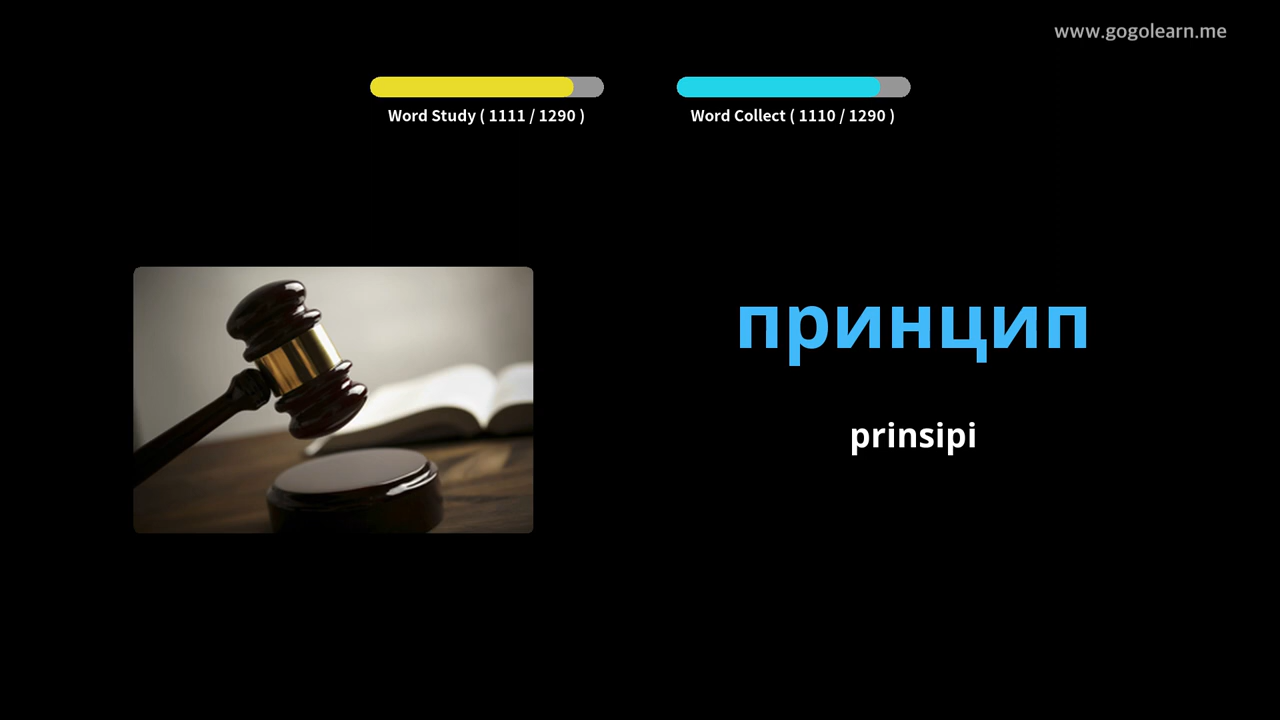 www.gogolearn.me
Word Study ( 1111 / 1290 )
Word Collect ( 1110 / 1290 )
принцип
prinsipi